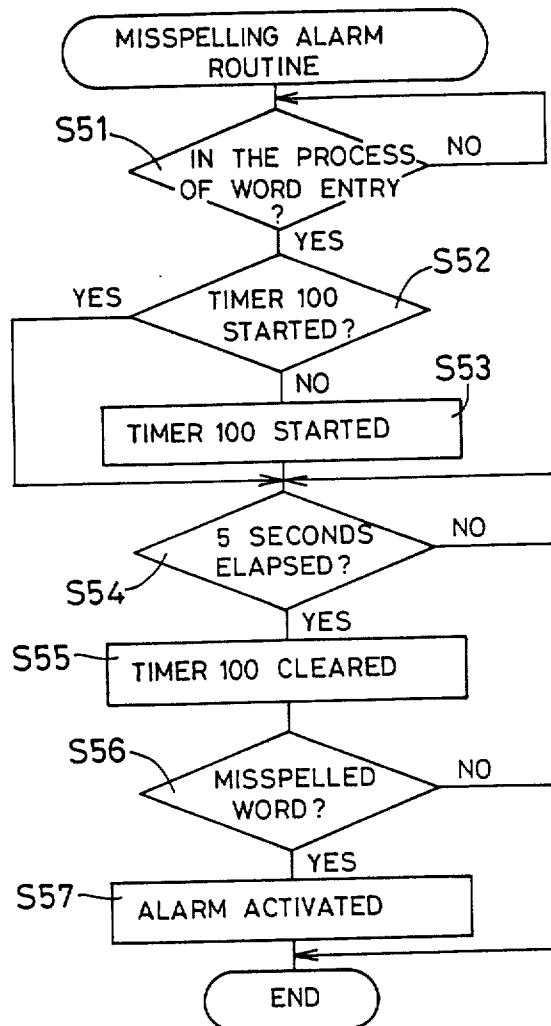 MISSPELLING ALARM
ROUTINE
S51
IN THE PROCESS
OF WORD ENTRY
?
NO
YES
S52
YES
TIMER 100
STARTED?
NO
S53
TIMER 100 STARTED
5 SECONDS
ELAPSED?
NO
S54
YES
S55
TIMER 100 CLEARED
S56
MISSPELLED
WORD?
NO
YES
S57
ALARM ACTIVATED
END